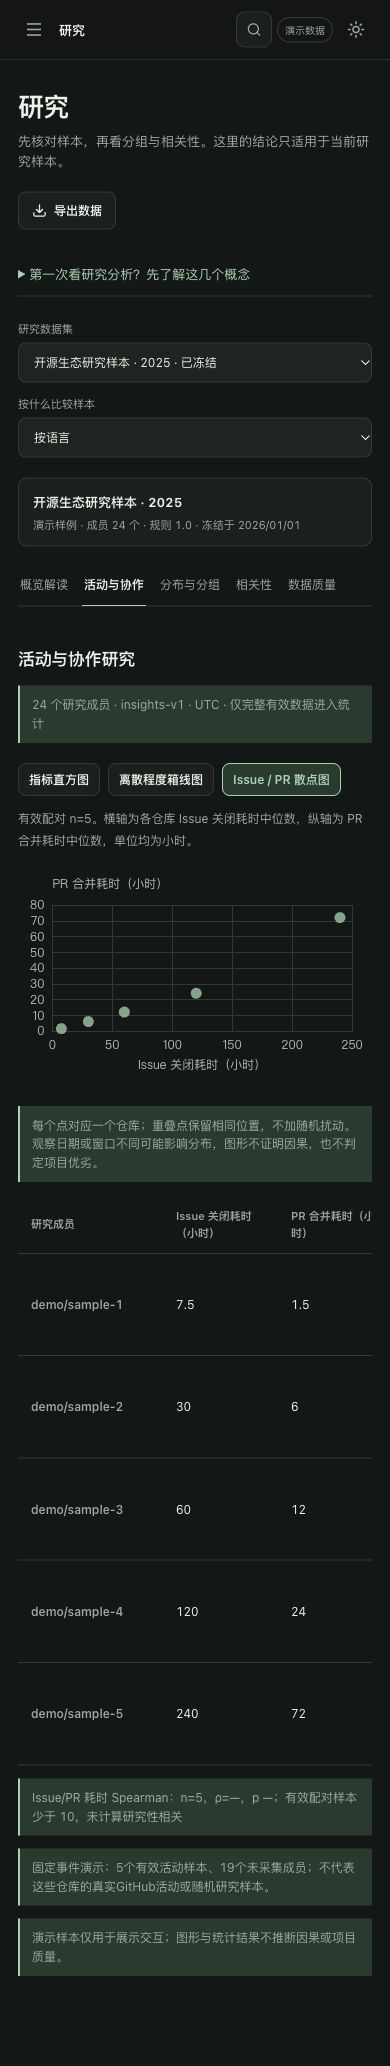 研究
演示数据
研究
先核对样本，再看分组与相关性。这里的结论只适用于当前研
究样本。
导出数据
第一次看研究分析？先了解这几个概念
研究数据集
开源生态研究样本 · 2025 · 已冻结
按什么比较样本
按语言
开源生态研究样本 · 2025
演示样例 · 成员 24 个 · 规则 1.0 · 冻结于 2026/01/01
概览解读 活动与协作 分布与分组 相关性 数据质量
活动与协作研究
24 个研究成员 · insights-v1 · UTC · 仅完整有效数据进入统
计
指标直方图 离散程度箱线图 Issue / PR 散点图
有效配对 n=5。横轴为各仓库 Issue 关闭耗时中位数，纵轴为 PR
合并耗时中位数，单位均为小时。
PR 合并耗时（小时）
80
70
60
50
40
30
20
10
0
0 50 100 150 200 250
Issue 关闭耗时（小时）
每个点对应一个仓库；重叠点保留相同位置，不加随机扰动。
观察日期或窗口不同可能影响分布，图形不证明因果，也不判
定项目优劣。
研究成员 Issue 关闭耗时（小时） PR 合并耗时（小时）
demo/sample-1 7.5 1.5
demo/sample-2 30 6
demo/sample-3 60 12
demo/sample-4 120 24
demo/sample-5 240 72
Issue/PR 耗时 Spearman：n=5，ρ=—，p —；有效配对样本
少于 10，未计算研究性相关
固定事件演示：5个有效活动样本、19个未采集成员；不代表
这些仓库的真实GitHub活动或随机研究样本。
演示样本仅用于展示交互；图形与统计结果不推断因果或项目
质量。